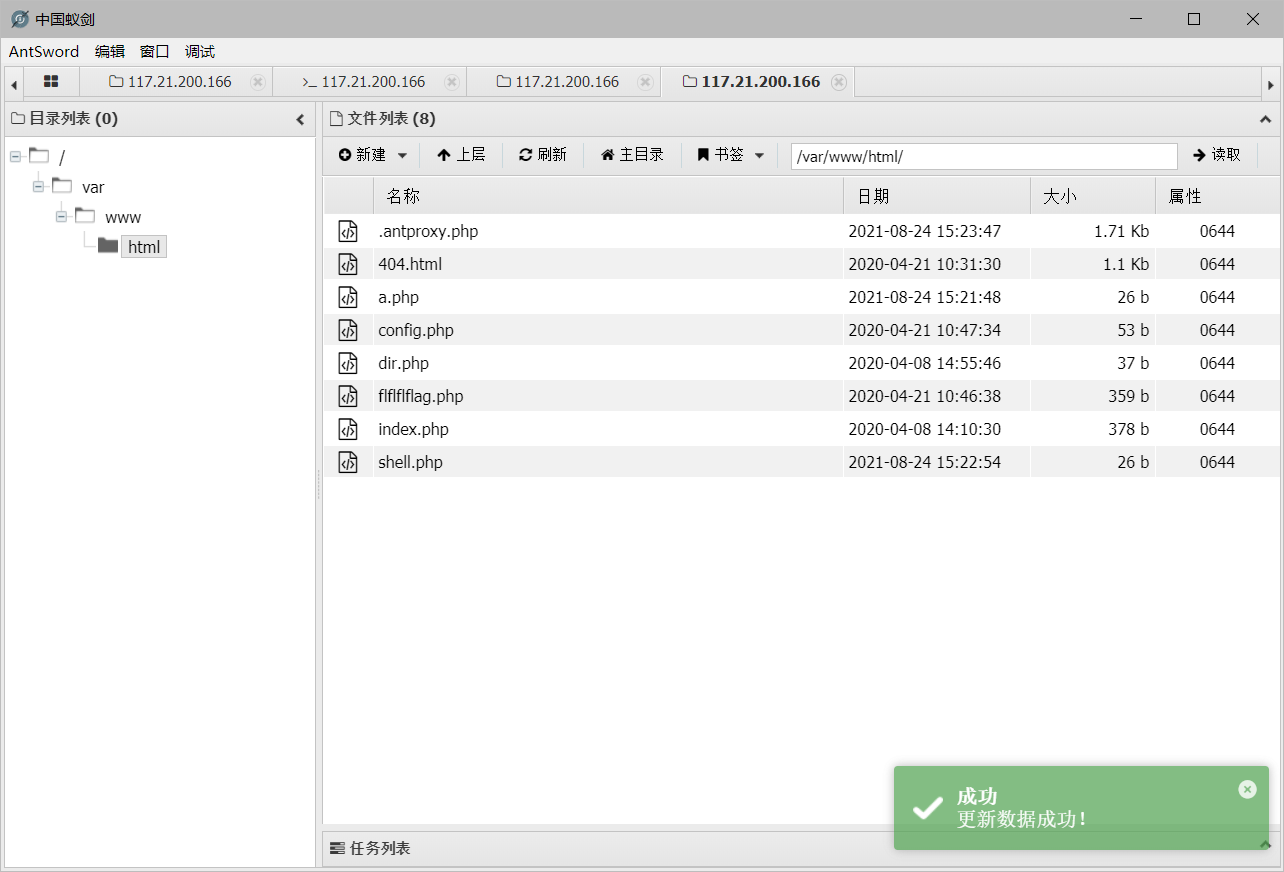 中国蚁剑
AntSword 编辑 窗口 调试
117.21.200.166 >_ 117.21.200.166 117.21.200.166 117.21.200.166
目录列表 (0)
/
var
www
html
文件列表 (8)
新建 上层 刷新 主目录 书签 /var/www/html/ 读取
名称 日期 大小 属性
.antproxy.php 2021-08-24 15:23:47 1.71 Kb 0644
404.html 2020-04-21 10:31:30 1.1 Kb 0644
a.php 2021-08-24 15:21:48 26 b 0644
config.php 2020-04-21 10:47:34 53 b 0644
dir.php 2020-04-08 14:55:46 37 b 0644
flflflflag.php 2020-04-21 10:46:38 359 b 0644
index.php 2020-04-08 14:10:30 378 b 0644
shell.php 2021-08-24 15:22:54 26 b 0644
成功
更新数据成功!
任务列表